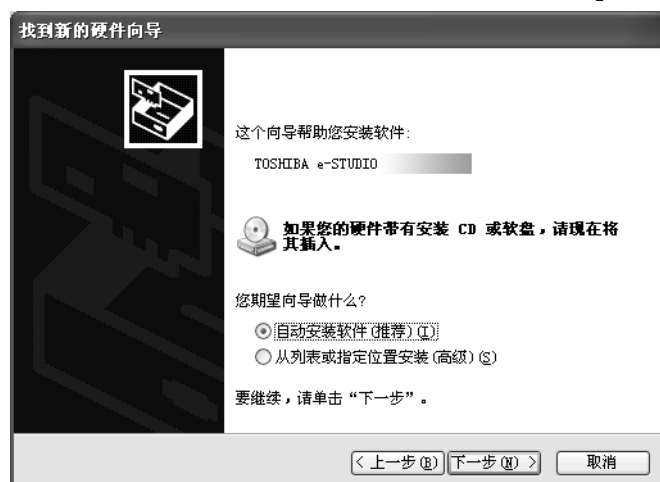 找到新的硬件向导
这个向导帮助您安装软件:
TOSHIBA e-STUDIO
如果您的硬件带有安装 CD 或软盘，请现在将
其插入。
您期望向导做什么?
自动安装软件(推荐)(I)
从列表或指定位置安装(高级)(S)
要继续，请单击“下一步”。
< 上一步(B)
下一步(N) >
取消